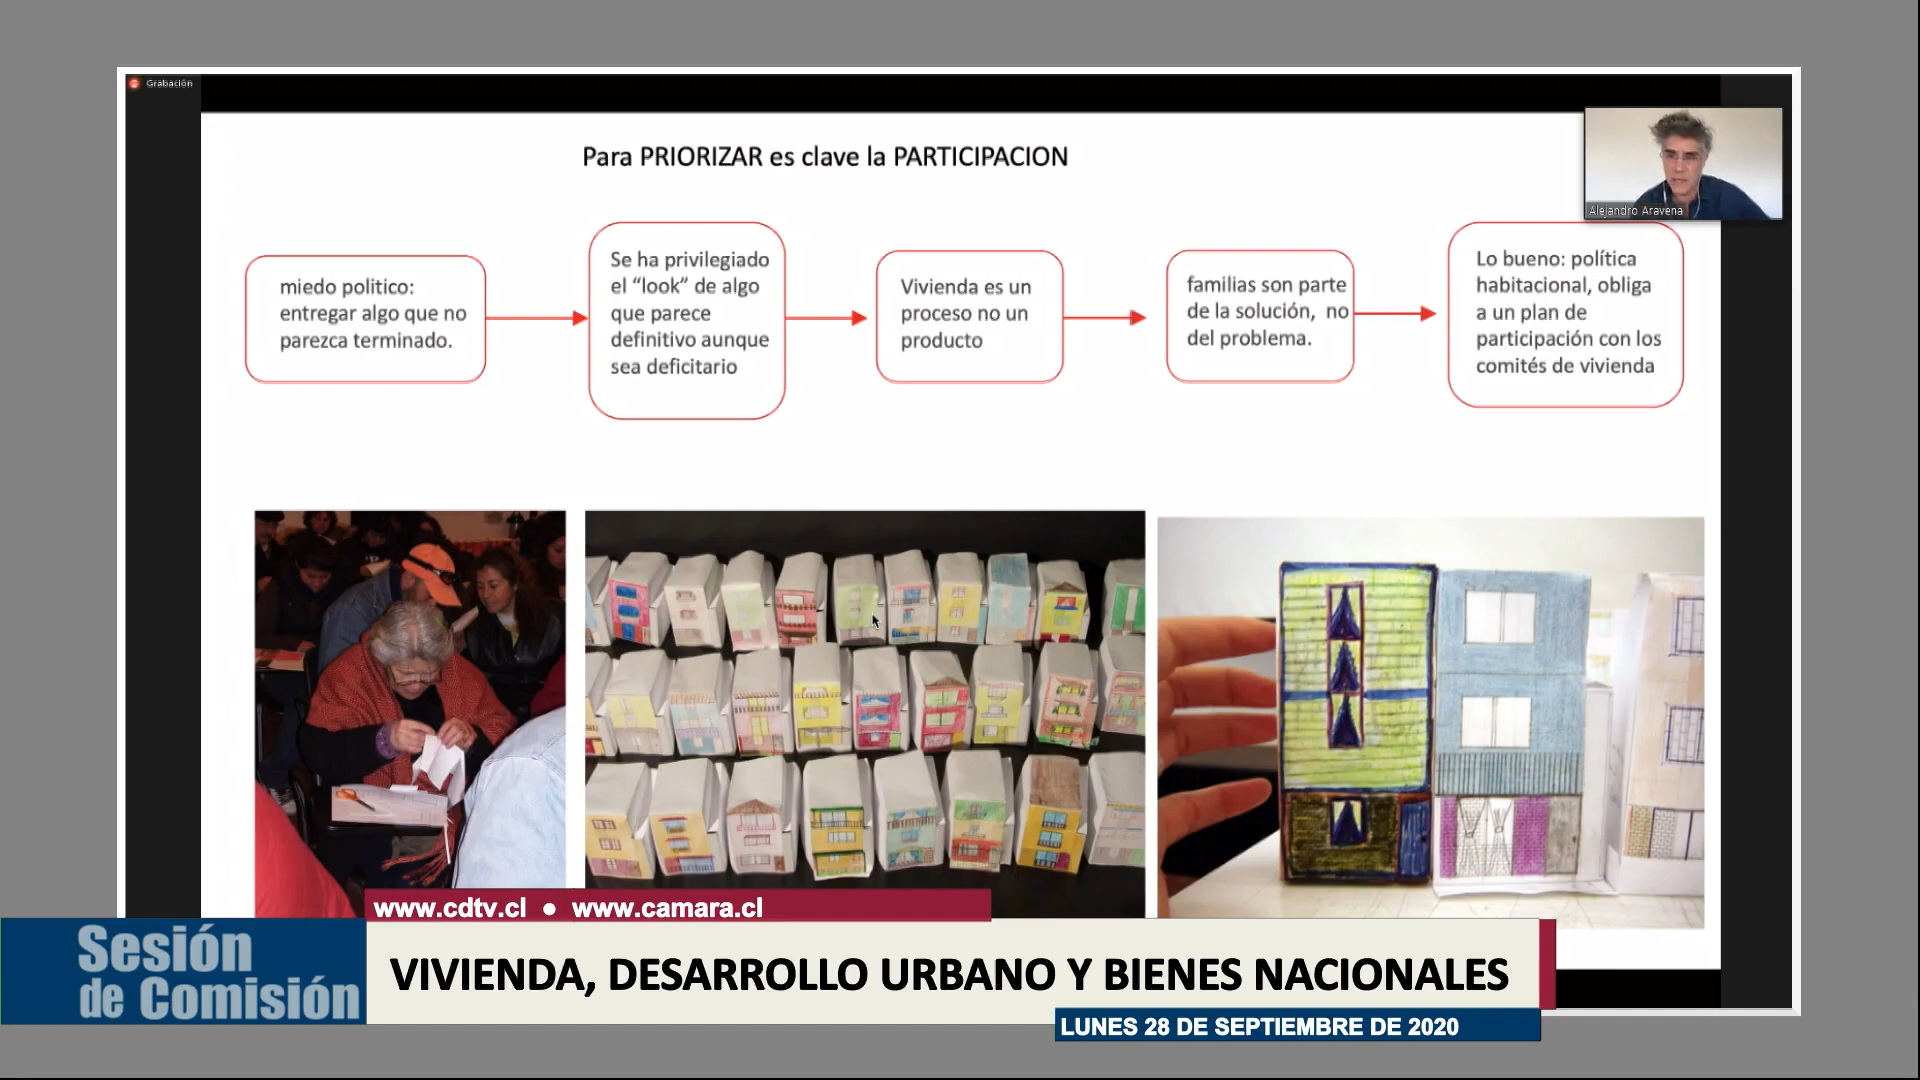 Grabación
Para PRIORIZAR es clave la PARTICIPACION
Alejandro Aravena
miedo politico:
entregar algo que no
parezca terminado.
Se ha privilegiado
el “look” de algo
que parece
definitivo aunque
sea deficitario
Vivienda es un
proceso no un
producto
familias son parte
de la solución, no
del problema.
Lo bueno: política
habitacional, obliga
a un plan de
participación con los
comités de vivienda
www.cdtv.cl ● www.camara.cl
Sesión
de Comisión
VIVIENDA, DESARROLLO URBANO Y BIENES NACIONALES
LUNES 28 DE SEPTIEMBRE DE 2020